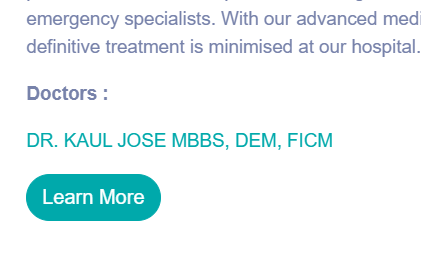 emergency specialists. With our advanced medi
definitive treatment is minimised at our hospital.
Doctors :
DR. KAUL JOSE MBBS, DEM, FICM
Learn More